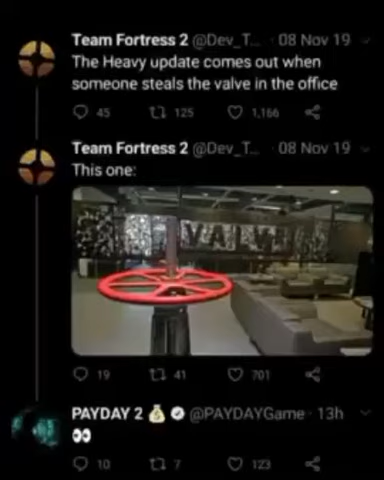 Team Fortress 2 @Dev_T... · 08 Nov 19
The Heavy update comes out when
someone steals the valve in the office
45 125 1,166
Team Fortress 2 @Dev_T... · 08 Nov 19
This one:
VALVE
19 41 701
PAYDAY 2 💰 @PAYDAYGame · 13h
👀
10 7 123